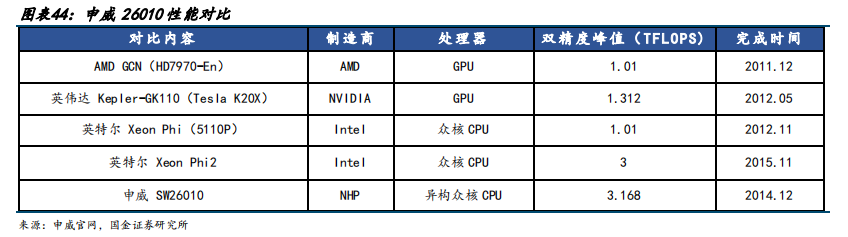 图表44：申威 26010 性能对比
对比内容 制造商 处理器 双精度峰值（TFLOPS） 完成时间
AMD GCN（HD7970-En） AMD GPU 1.01 2011.12
英伟达 Kepler-GK110（Tesla K20X） NVIDIA GPU 1.312 2012.05
英特尔 Xeon Phi（5110P） Intel 众核 CPU 1.01 2012.11
英特尔 Xeon Phi2 Intel 众核 CPU 3 2015.11
申威 SW26010 NHP 异构众核 CPU 3.168 2014.12
来源：申威官网，国金证券研究所